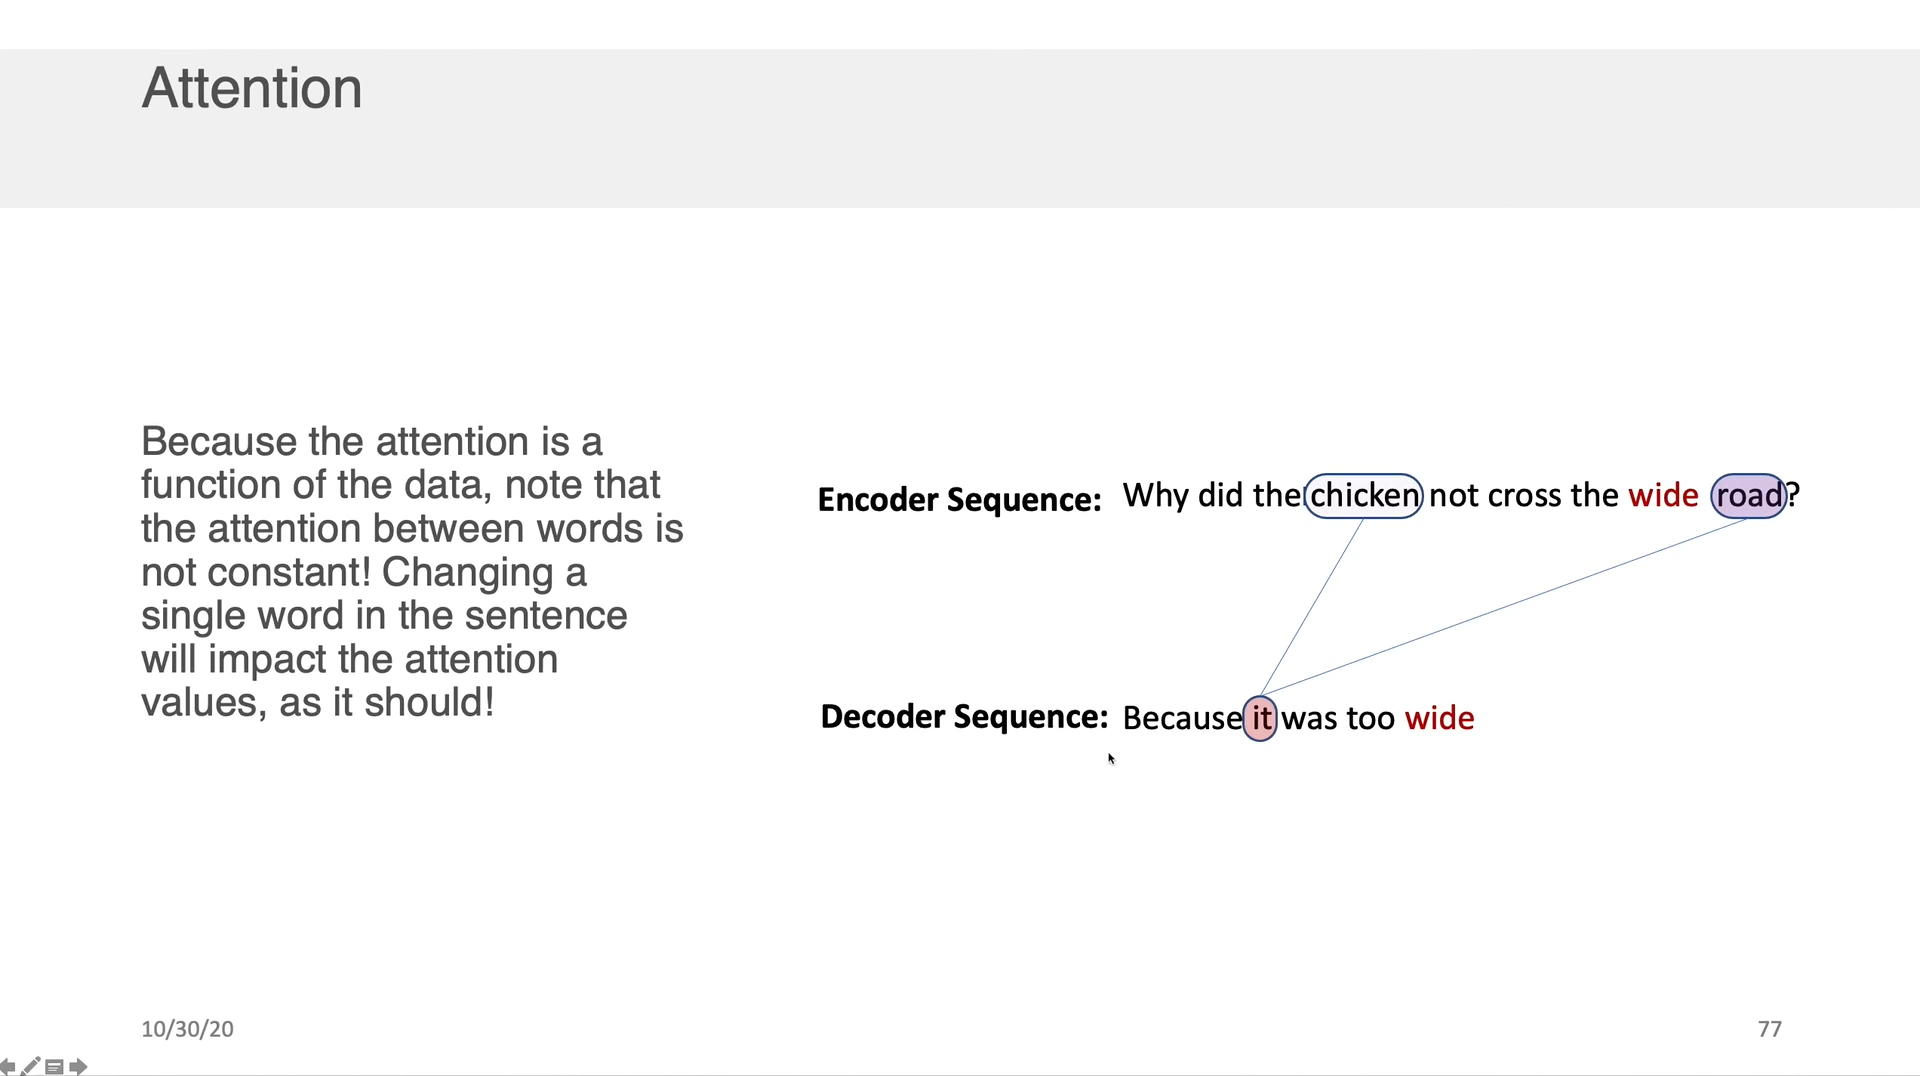 Attention
Because the attention is a
function of the data, note that
the attention between words is
not constant! Changing a
single word in the sentence
will impact the attention
values, as it should!
Encoder Sequence: Why did the chicken not cross the wide road?
Decoder Sequence: Because it was too wide
10/30/20
77